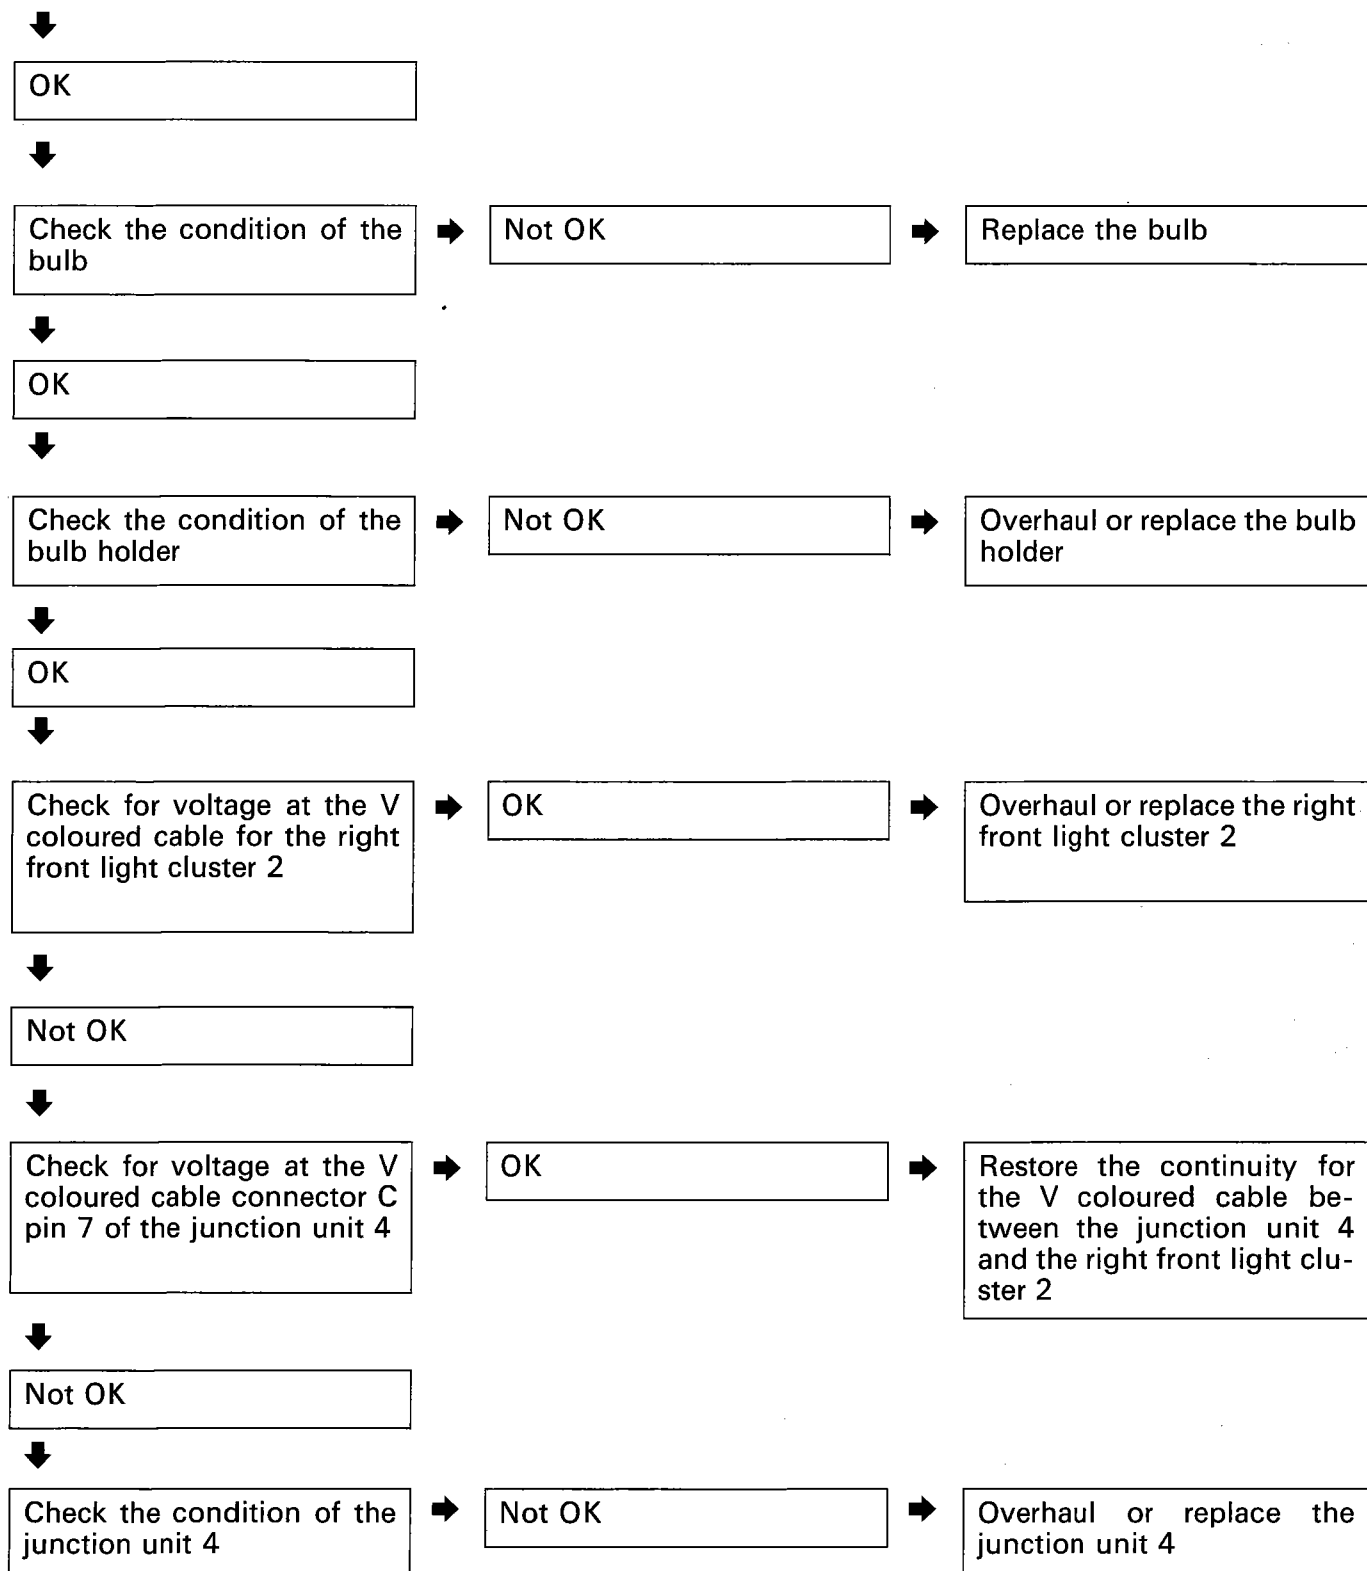 OK
Check the condition of the
bulb
Not OK
Replace the bulb
OK
Check the condition of the
bulb holder
Not OK
Overhaul or replace the bulb
holder
OK
Check for voltage at the V
coloured cable for the right
front light cluster 2
OK
Overhaul or replace the right
front light cluster 2
Not OK
Check for voltage at the V
coloured cable connector C
pin 7 of the junction unit 4
OK
Restore the continuity for
the V coloured cable be-
tween the junction unit 4
and the right front light clu-
ster 2
Not OK
Check the condition of the
junction unit 4
Not OK
Overhaul or replace the
junction unit 4